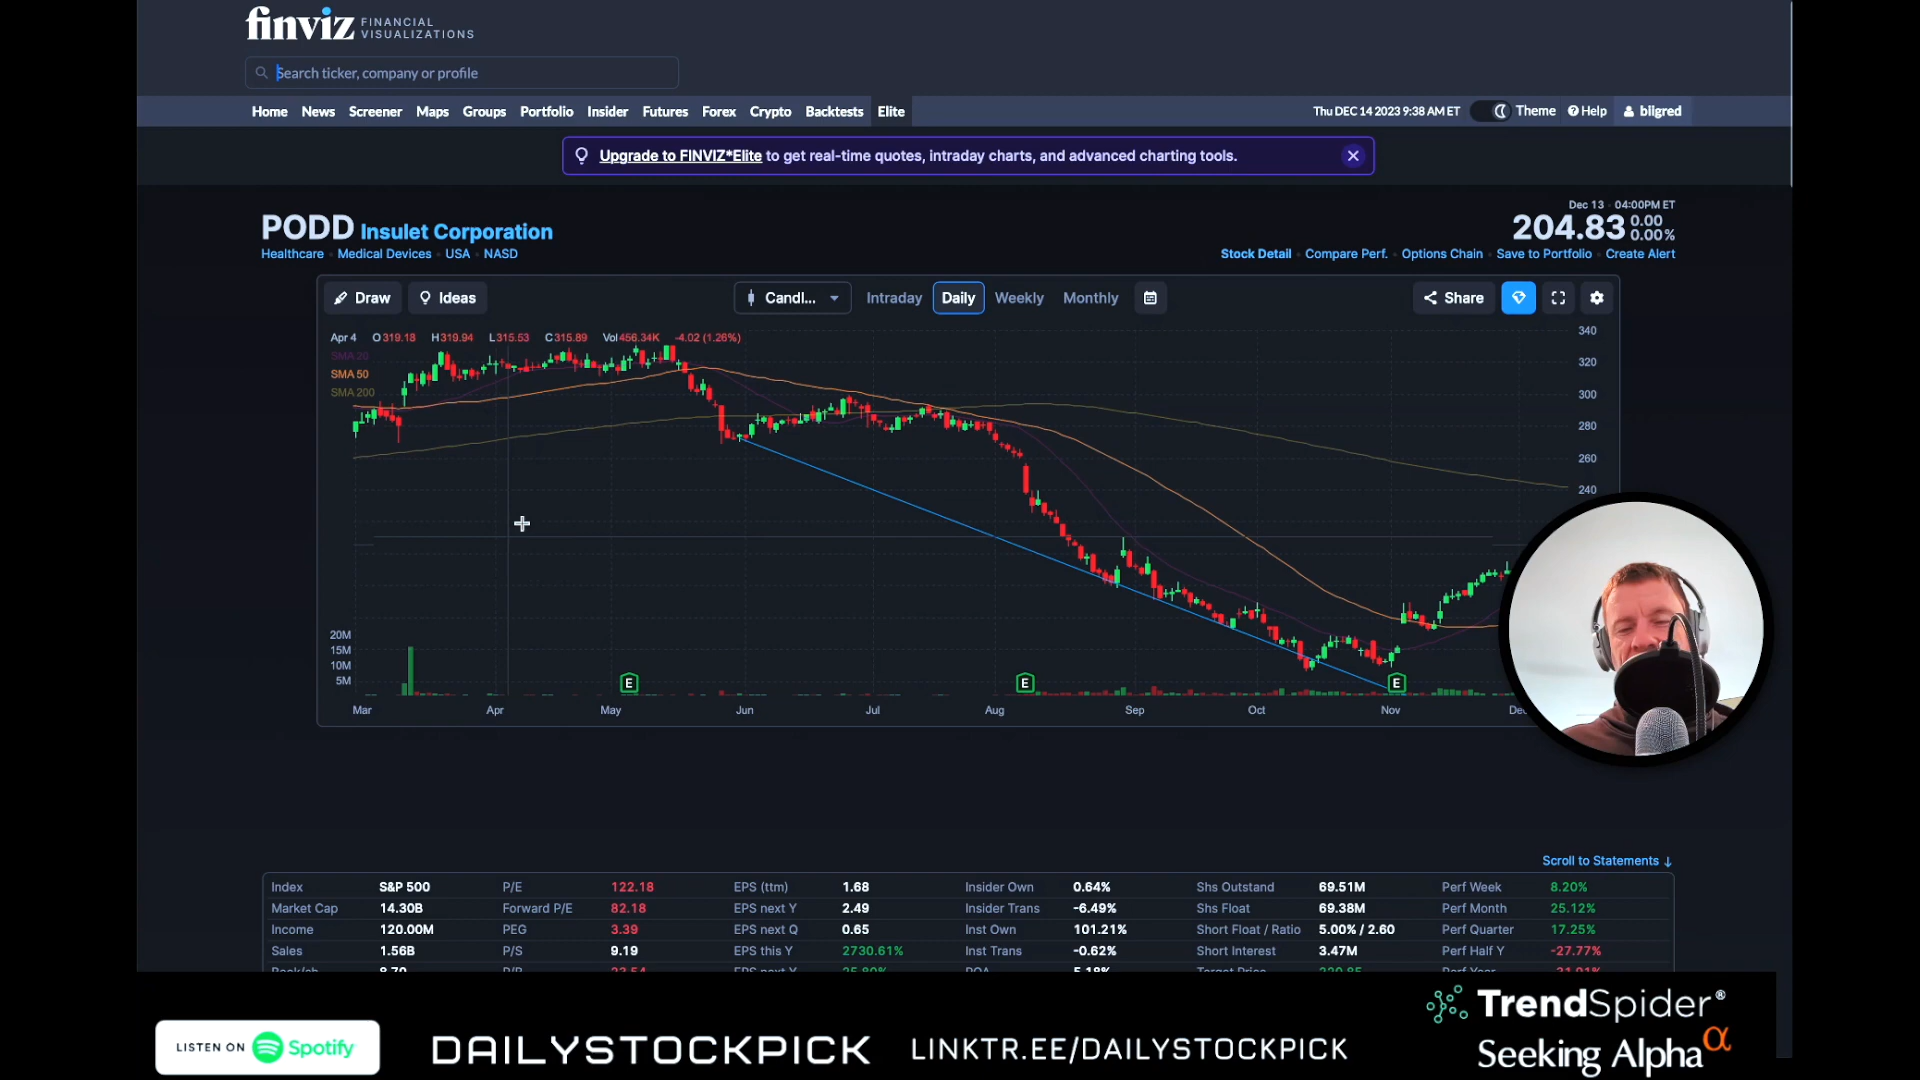 finviz FINANCIAL VISUALIZATIONS
Search ticker, company or profile
Home News Screener Maps Groups Portfolio Insider Futures Forex Crypto Backtests Elite Thu DEC 14 2023 9:38 AM ET Theme Help bligred
Upgrade to FINVIZ*Elite to get real-time quotes, intraday charts, and advanced charting tools.
Dec 13 · 04:00PM ET
PODD Insulet Corporation 204.83 0.00 0.00%
Healthcare · Medical Devices · USA · NASD Stock Detail · Compare Perf. · Options Chain · Save to Portfolio · Create Alert
Draw Ideas Candl... Intraday Daily Weekly Monthly Share
Apr 4 O319.18 H319.94 L315.53 C315.89 Vol456.34K -4.02 (1.26%)
SMA 20
SMA 50
SMA 200
340
320
300
280
260
240
20M
15M
10M
5M
E E E
Mar Apr May Jun Jul Aug Sep Oct Nov
Scroll to Statements ↓
Index S&P 500 P/E 122.18 EPS (ttm) 1.68 Insider Own 0.64% Shs Outstand 69.51M Perf Week 8.20%
Market Cap 14.30B Forward P/E 82.18 EPS next Y 2.49 Insider Trans -6.49% Shs Float 69.38M Perf Month 25.12%
Income 120.00M PEG 3.39 EPS next Q 0.65 Inst Own 101.21% Short Float / Ratio 5.00% / 2.60 Perf Quarter 17.25%
Sales 1.56B P/S 9.19 EPS this Y 2730.61% Inst Trans -0.62% Short Interest 3.47M Perf Half Y -27.77%
LISTEN ON Spotify
DAILYSTOCKPICK
LINKTR.EE/DAILYSTOCKPICK
TrendSpider®
Seeking Alpha α